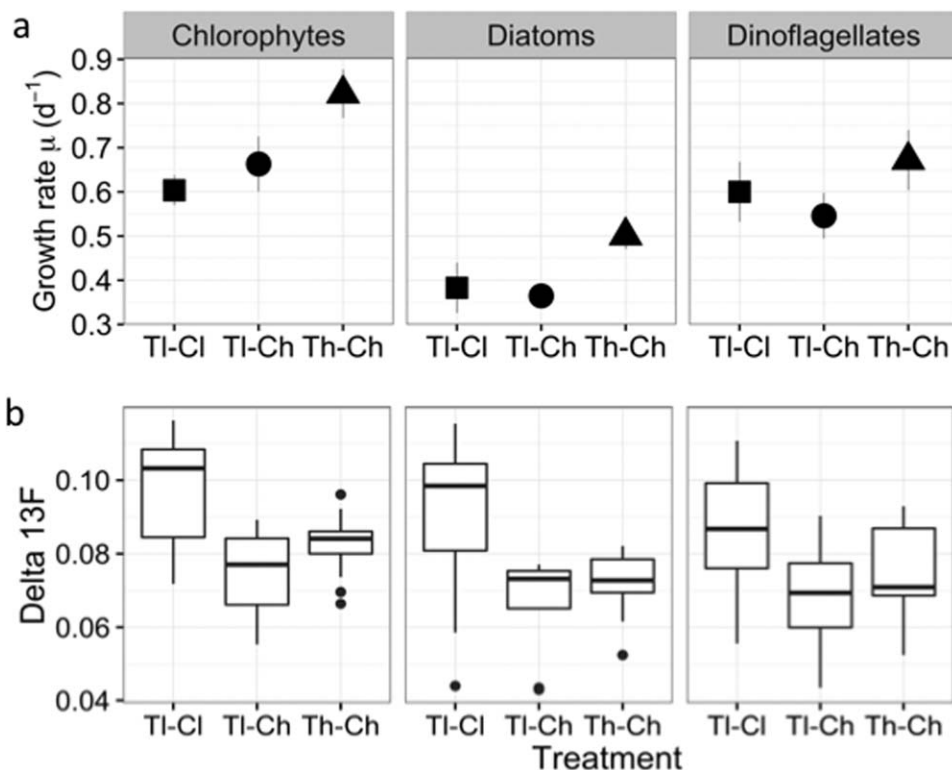 a
Chlorophytes Diatoms Dinoflagellates
Growth rate μ (d⁻¹)
0.9
0.8
0.7
0.6
0.5
0.4
0.3
Tl-Cl Tl-Ch Th-Ch Tl-Cl Tl-Ch Th-Ch Tl-Cl Tl-Ch Th-Ch
b
Delta 13F
0.10
0.08
0.06
0.04
Tl-Cl Tl-Ch Th-Ch Tl-Cl Tl-Ch Th-Ch Tl-Cl Tl-Ch Th-Ch
Treatment